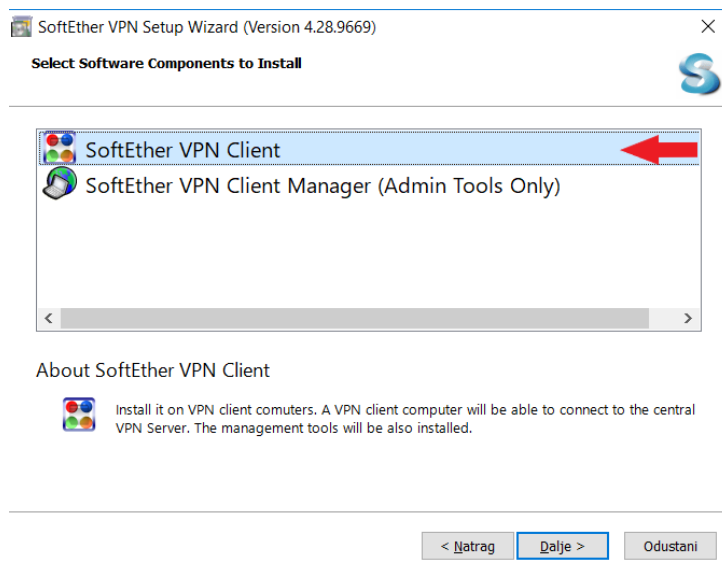 SoftEther VPN Setup Wizard (Version 4.28.9669)
Select Software Components to Install
SoftEther VPN Client
SoftEther VPN Client Manager (Admin Tools Only)
About SoftEther VPN Client
Install it on VPN client comuters. A VPN client computer will be able to connect to the central
VPN Server. The management tools will be also installed.
< Natrag
Dalje >
Odustani